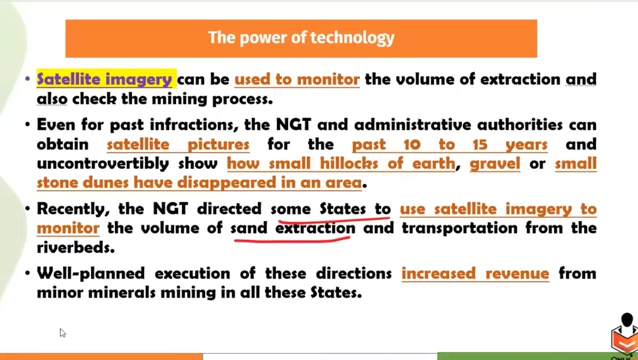 The power of technology
• Satellite imagery can be used to monitor the volume of extraction and
also check the mining process.
• Even for past infractions, the NGT and administrative authorities can
obtain satellite pictures for the past 10 to 15 years and
uncontrovertibly show how small hillocks of earth, gravel or small
stone dunes have disappeared in an area.
• Recently, the NGT directed some States to use satellite imagery to
monitor the volume of sand extraction and transportation from the
riverbeds.
• Well-planned execution of these directions increased revenue from
minor minerals mining in all these States.